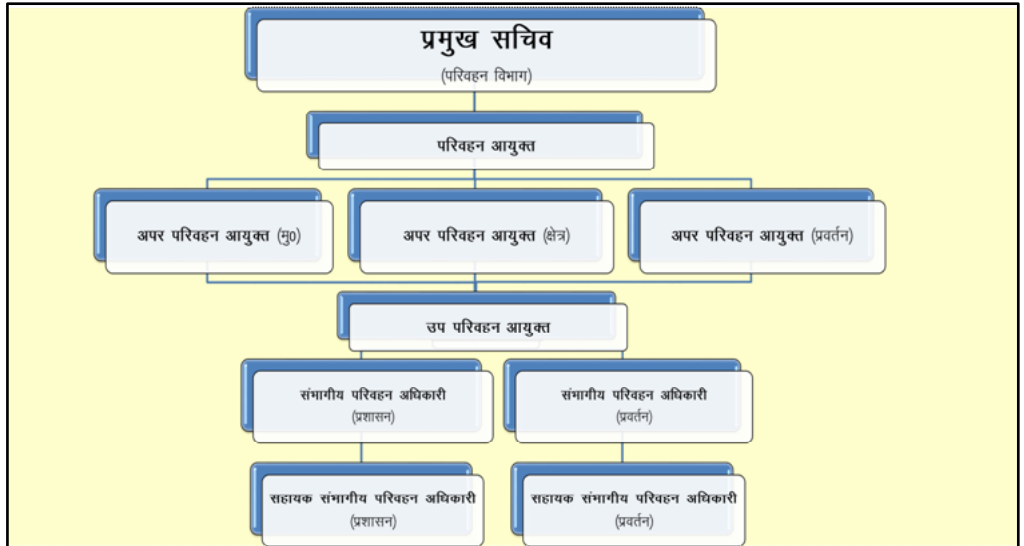 प्रमुख सचिव
(परिवहन विभाग)
परिवहन आयुक्त
अपर परिवहन आयुक्त (मु0)
अपर परिवहन आयुक्त (क्षेत्र)
अपर परिवहन आयुक्त (प्रवर्तन)
उप परिवहन आयुक्त
संभागीय परिवहन अधिकारी
(प्रशासन)
संभागीय परिवहन अधिकारी
(प्रवर्तन)
सहायक संभागीय परिवहन अधिकारी
(प्रशासन)
सहायक संभागीय परिवहन अधिकारी
(प्रवर्तन)